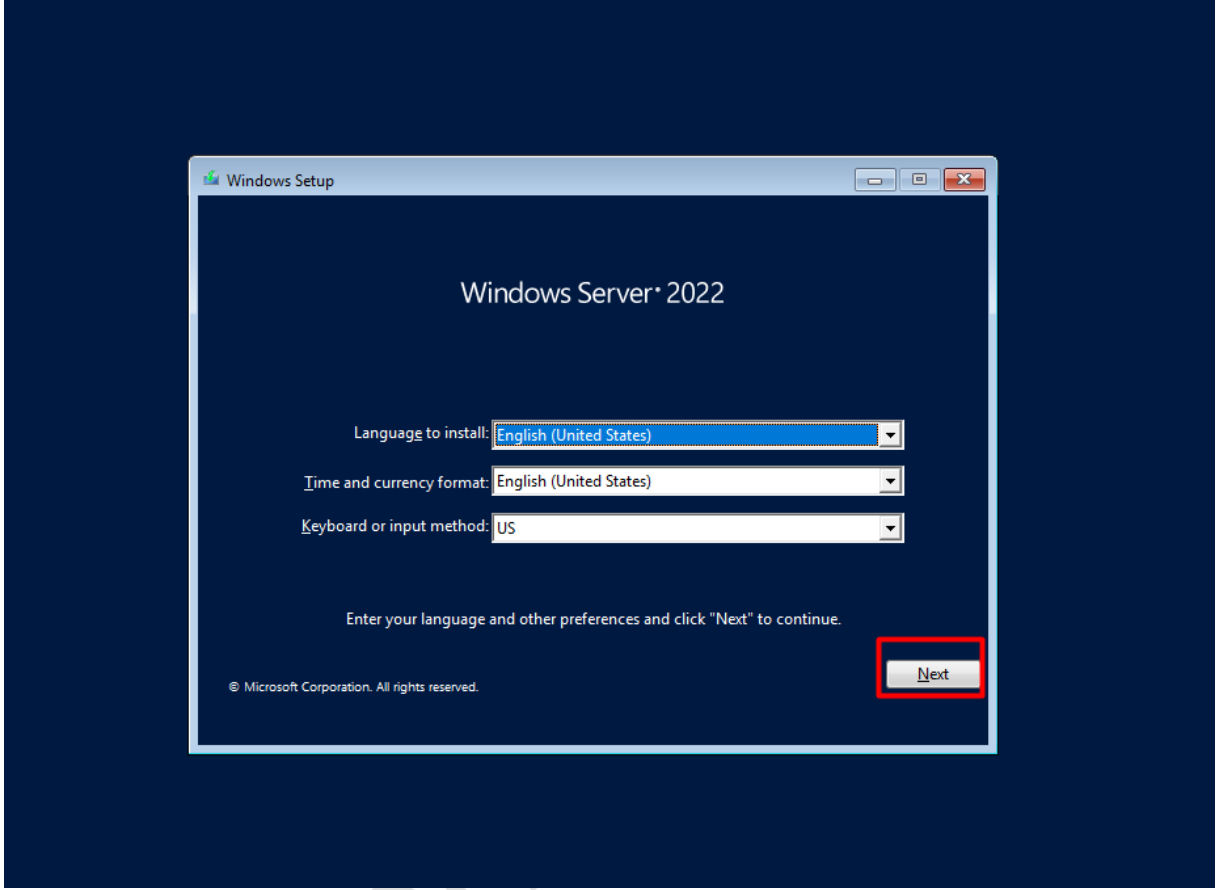 Windows Setup
Windows Server 2022
Language to install: English (United States)
Time and currency format: English (United States)
Keyboard or input method: US
Enter your language and other preferences and click "Next" to continue.
Next
© Microsoft Corporation. All rights reserved.